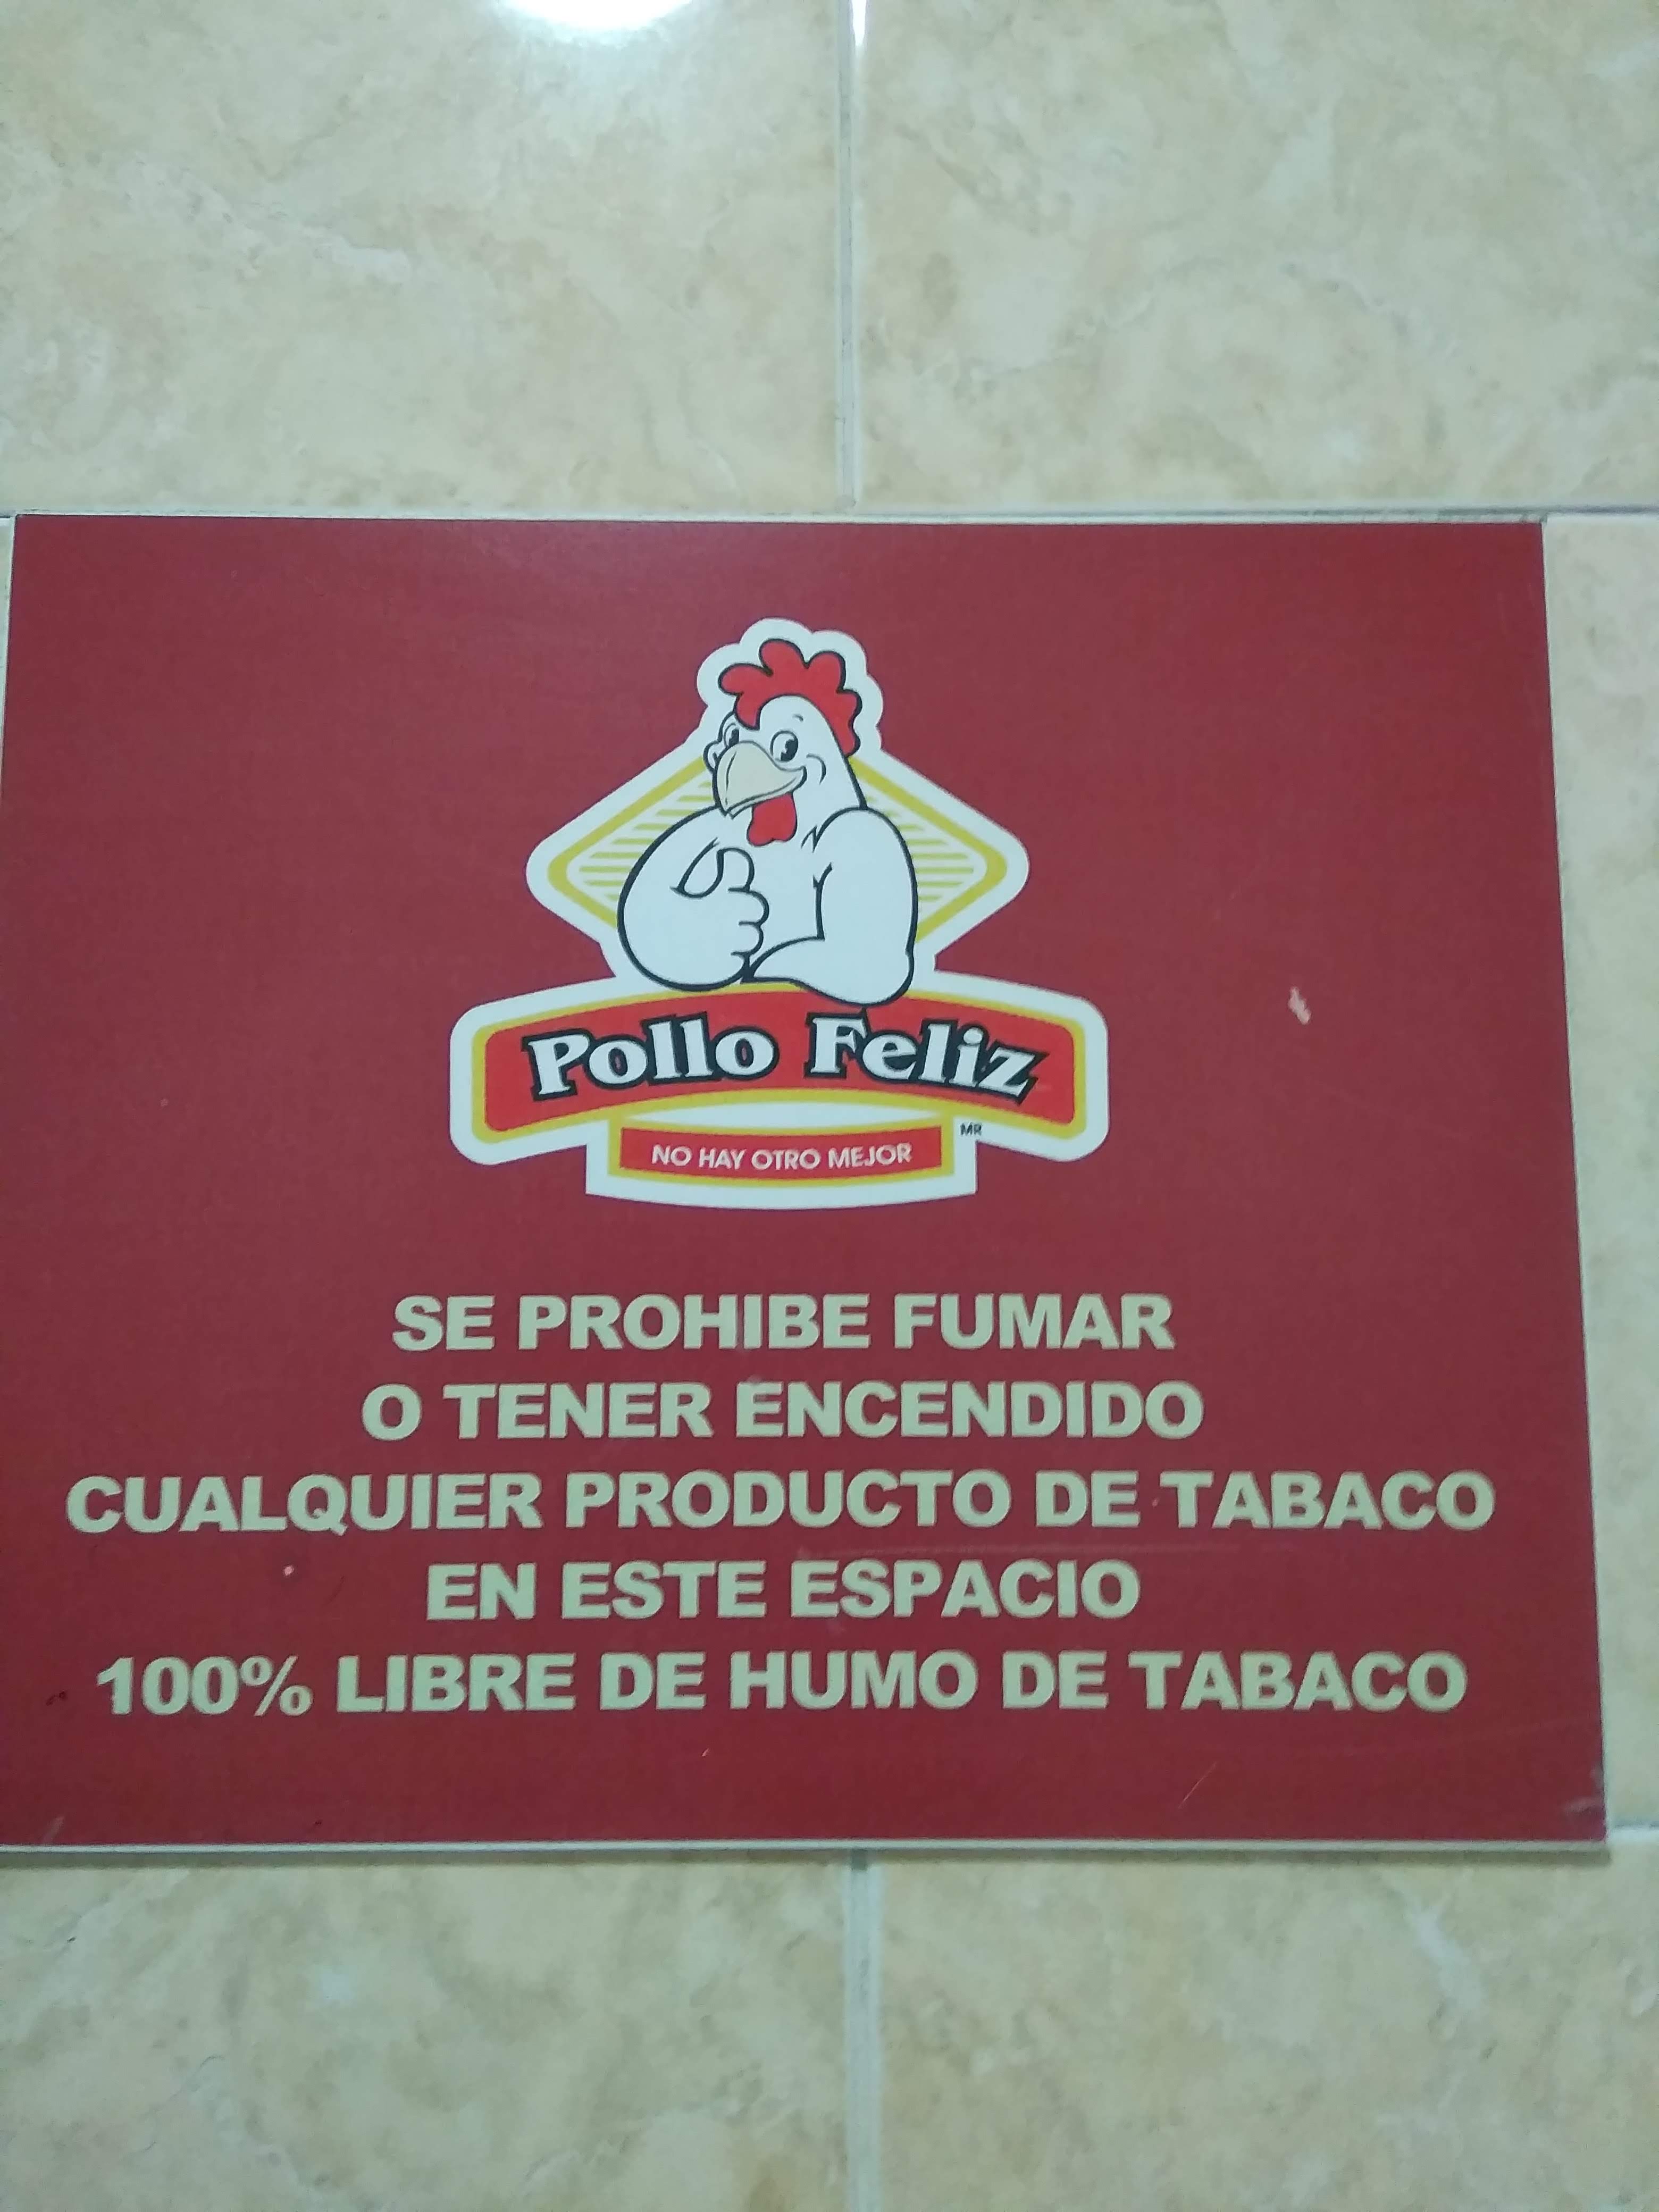 Pollo Feliz
MR
NO HAY OTRO MEJOR
SE PROHIBE FUMAR
O TENER ENCENDIDO
CUALQUIER PRODUCTO DE TABACO
EN ESTE ESPACIO
100% LIBRE DE HUMO DE TABACO